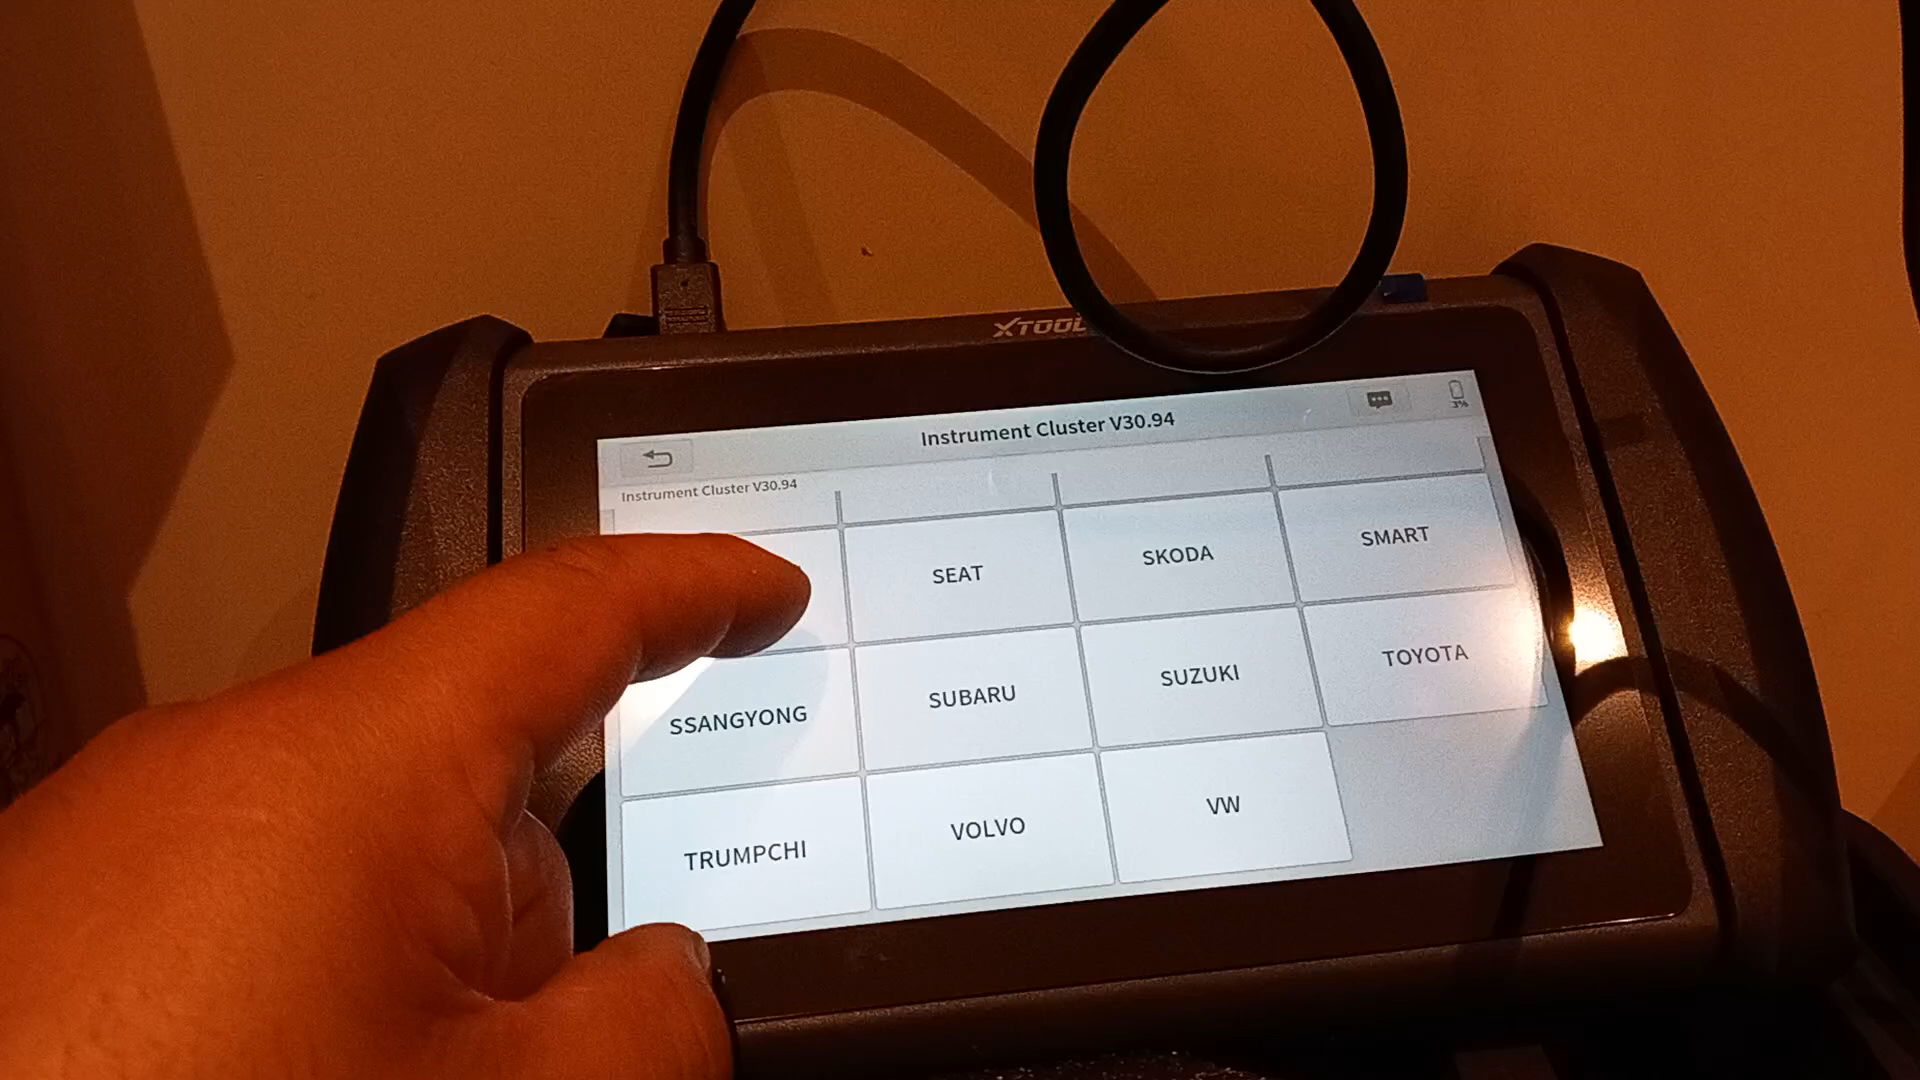 XTOOL
Instrument Cluster V30.94
3%
Instrument Cluster V30.94
SEAT
SKODA
SMART
SSANGYONG
SUBARU
SUZUKI
TOYOTA
TRUMPCHI
VOLVO
VW